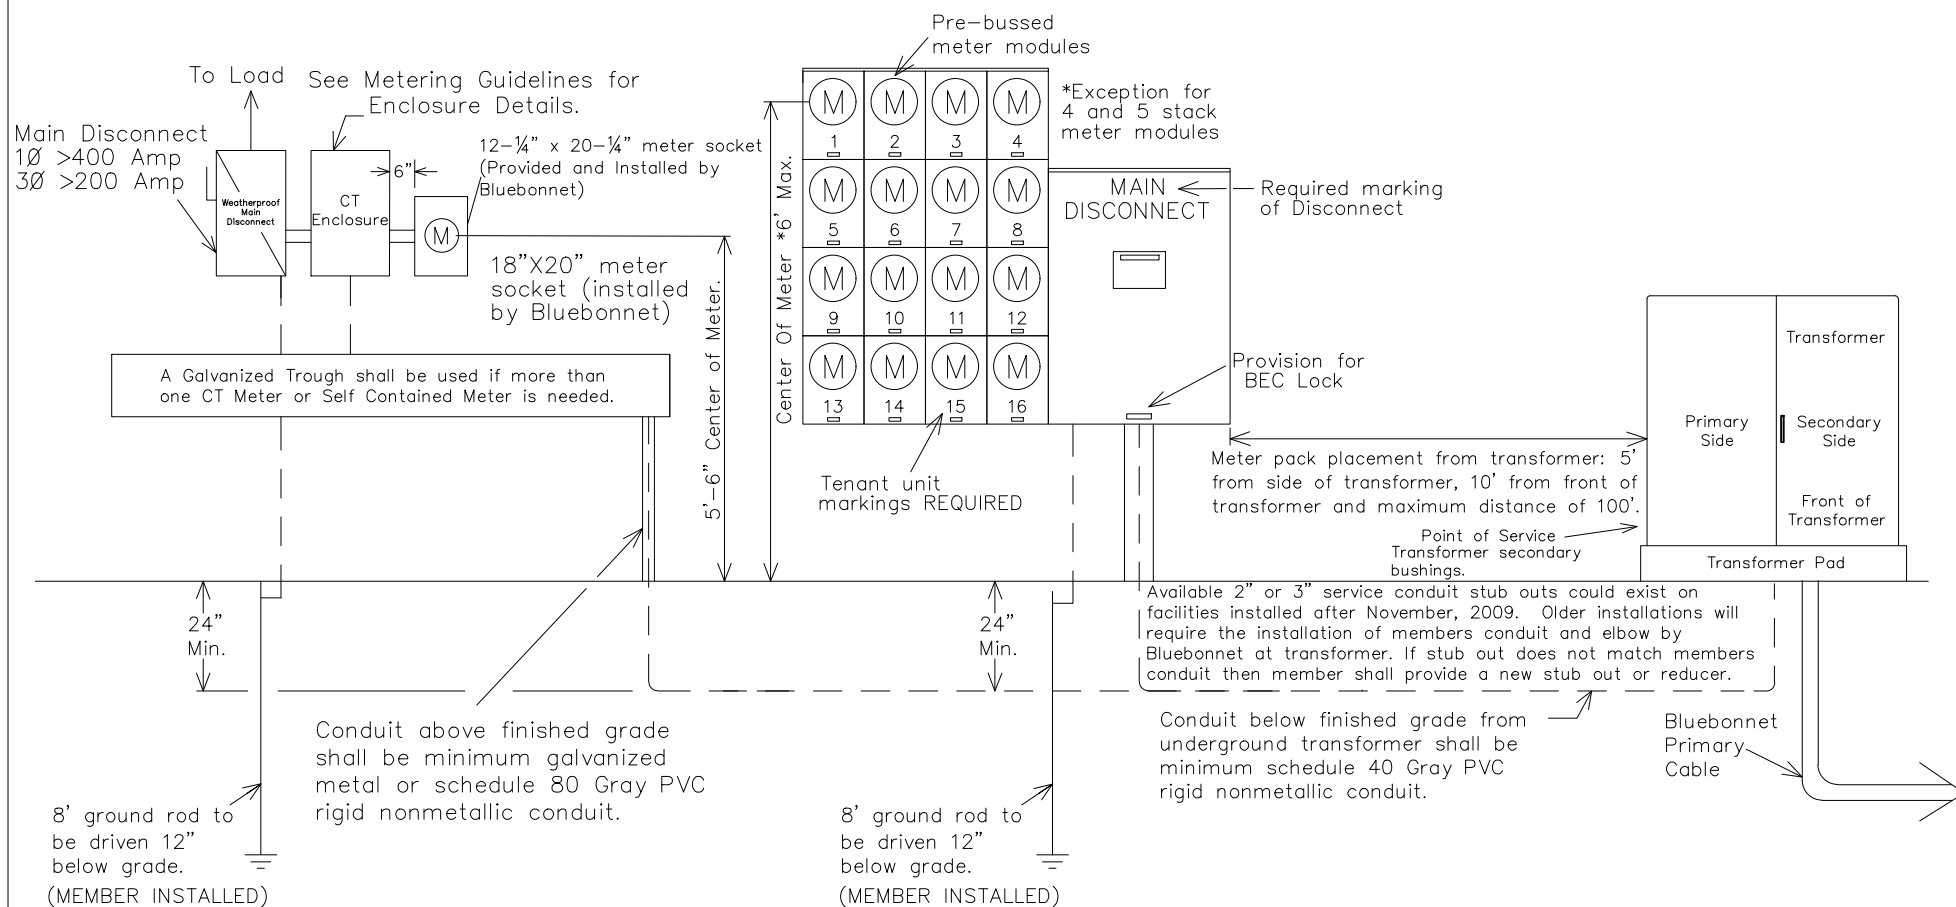 To Load
See Metering Guidelines for
Enclosure Details.
Main Disconnect
1Ø >400 Amp
3Ø >200 Amp
Weatherproof
Main
Disconnect
CT
Enclosure
6"
M
12-¼" x 20-¼" meter socket
(Provided and Installed by
Bluebonnet)
18"X20" meter
socket (installed
by Bluebonnet)
A Galvanized Trough shall be used if more than
one CT Meter or Self Contained Meter is needed.
5'-6" Center of Meter.
Center Of Meter *6' Max.
Pre-bussed
meter modules
*Exception for
4 and 5 stack
meter modules
M M M M
1 2 3 4
M M M M
5 6 7 8
M M M M
9 10 11 12
M M M M
13 14 15 16
MAIN
DISCONNECT
Required marking
of Disconnect
Provision for
BEC Lock
Tenant unit
markings REQUIRED
Meter pack placement from transformer: 5'
from side of transformer, 10' from front of
transformer and maximum distance of 100'.
Point of Service
Transformer secondary
bushings.
Transformer
Primary
Side
Secondary
Side
Front of
Transformer
Transformer Pad
24"
Min.
24"
Min.
Available 2" or 3" service conduit stub outs could exist on
facilities installed after November, 2009. Older installations will
require the installation of members conduit and elbow by
Bluebonnet at transformer. If stub out does not match members
conduit then member shall provide a new stub out or reducer.
Conduit above finished grade
shall be minimum galvanized
metal or schedule 80 Gray PVC
rigid nonmetallic conduit.
Conduit below finished grade from
underground transformer shall be
minimum schedule 40 Gray PVC
rigid nonmetallic conduit.
Bluebonnet
Primary
Cable
8' ground rod to
be driven 12"
below grade.
(MEMBER INSTALLED)
8' ground rod to
be driven 12"
below grade.
(MEMBER INSTALLED)